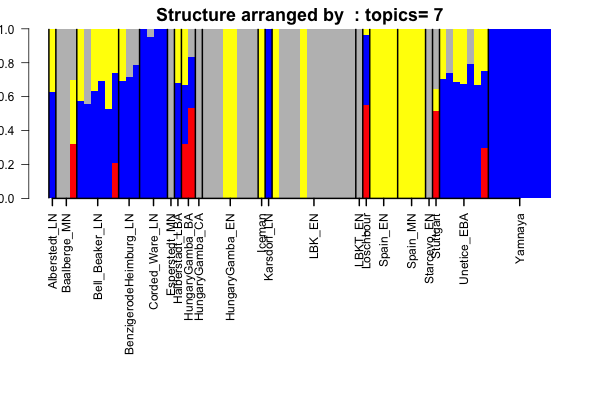 Structure arranged by : topics= 7
1.0
0.8
0.6
0.4
0.2
0.0
Alberstedt_LN
Baalberge_MN
Bell_Beaker_LN
BenzigerodeHeimburg_LN
Corded_Ware_LN
Esperstedt_MN
Halberstadt_LBA
HungaryGamba_BA
HungaryGamba_CA
HungaryGamba_EN
Iceman
Karsdorf_LN
LBK_EN
LBKT_EN
Loschbour
Spain_EN
Spain_MN
Starcevo_EN
Stuttgart
Unetice_EBA
Yamnaya